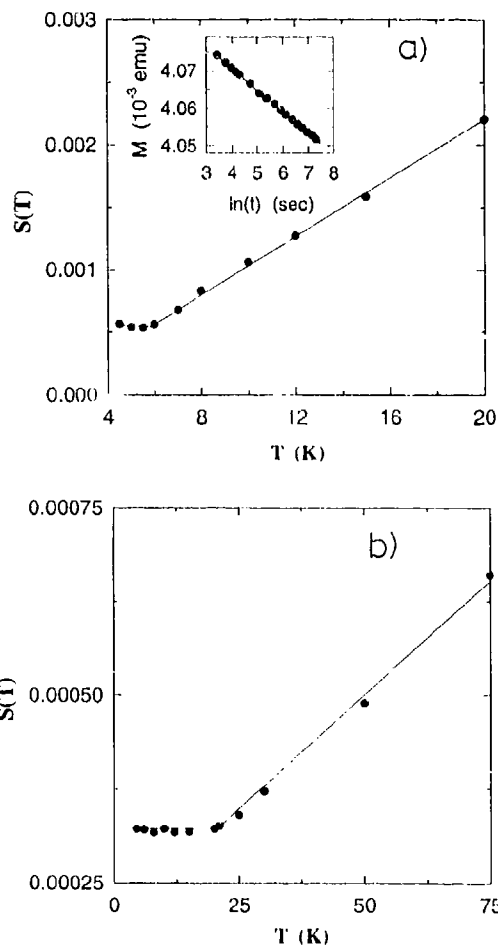 0.003
0.002
0.001
0.000
S(T)
a)
M (10⁻³ emu)
4.07
4.06
4.05
3 4 5 6 7 8
ln(t) (sec)
4 8 12 16 20
T (K)
0.00075
0.00050
0.00025
S(T)
b)
0 25 50 75
T (K)